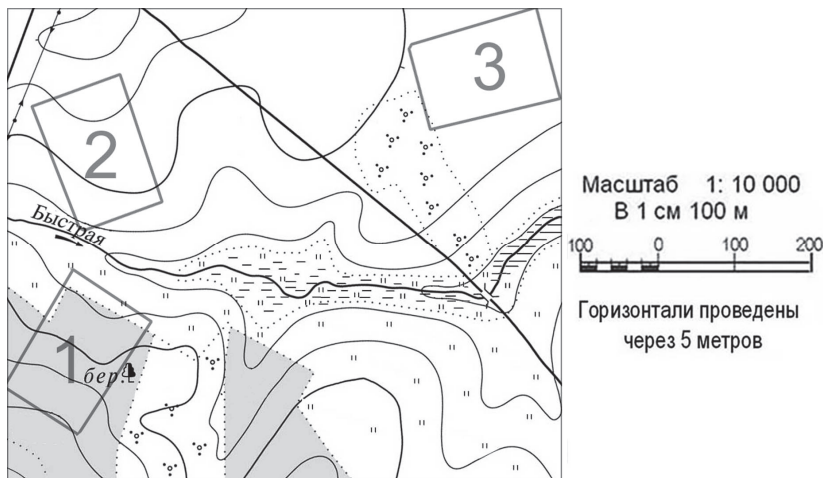 3
2
Быстрая
1
бер.
Масштаб 1: 10 000
В 1 см 100 м
100 0 100 200
Горизонтали проведены
через 5 метров